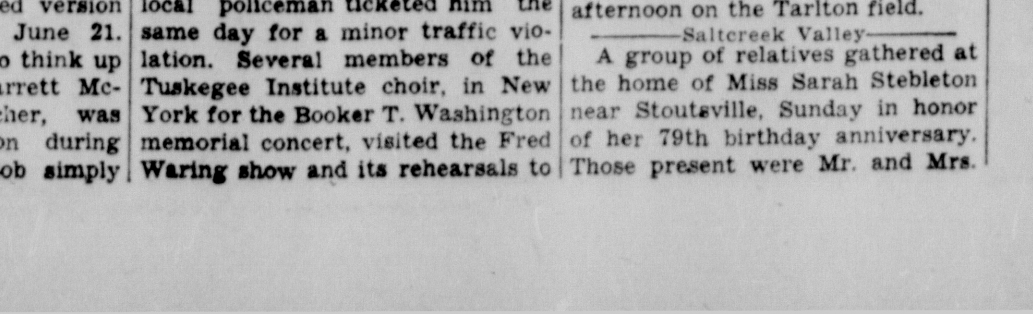 ed version
June 21.
o think up
rrett Mc-
her, was
on during
ob simply
local policeman ticketed him the
same day for a minor traffic vio-
lation. Several members of the
Tuskegee Institute choir, in New
York for the Booker T. Washington
memorial concert, visited the Fred
Waring show and its rehearsals to
afternoon on the Tarlton field.
Saltcreek Valley
A group of relatives gathered at
the home of Miss Sarah Stebleton
near Stoutsville, Sunday in honor
of her 79th birthday anniversary.
Those present were Mr. and Mrs.